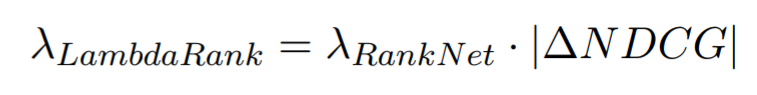 λ_{LambdaRank} = λ_{RankNet} · |ΔNDCG|